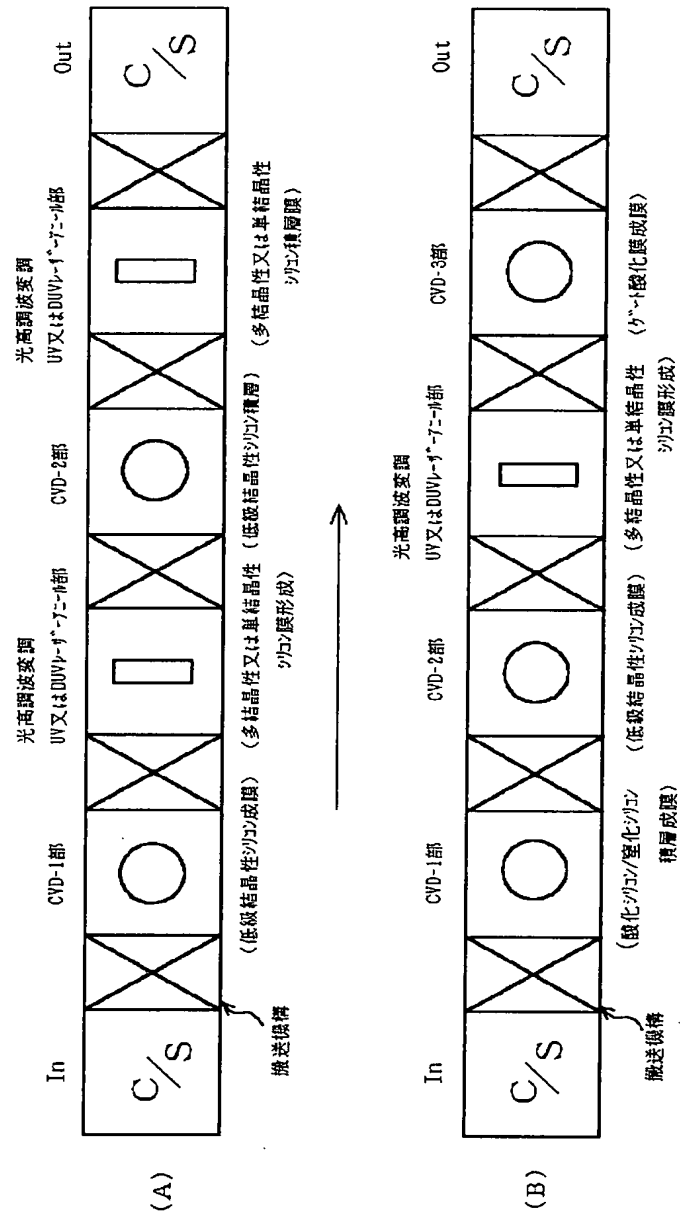 (A)
In
CVD-1部
光高調波変調
UV又はDUVレーザーアニール部
CVD-2部
光高調波変調
UV又はDUVレーザーアニール部
Out
C/S
C/S
搬送機構
(低級結晶性シリコン成膜)
(多結晶性又は単結晶性
シリコン膜形成)
(低級結晶性シリコン積層)
(多結晶性又は単結晶性
シリコン積層膜)
(B)
In
CVD-1部
CVD-2部
光高調波変調
UV又はDUVレーザーアニール部
CVD-3部
Out
C/S
C/S
搬送機構
(酸化シリコン/窒化シリコン
積層成膜)
(低級結晶性シリコン成膜)
(多結晶性又は単結晶性
シリコン膜形成)
(ゲート酸化膜成膜)